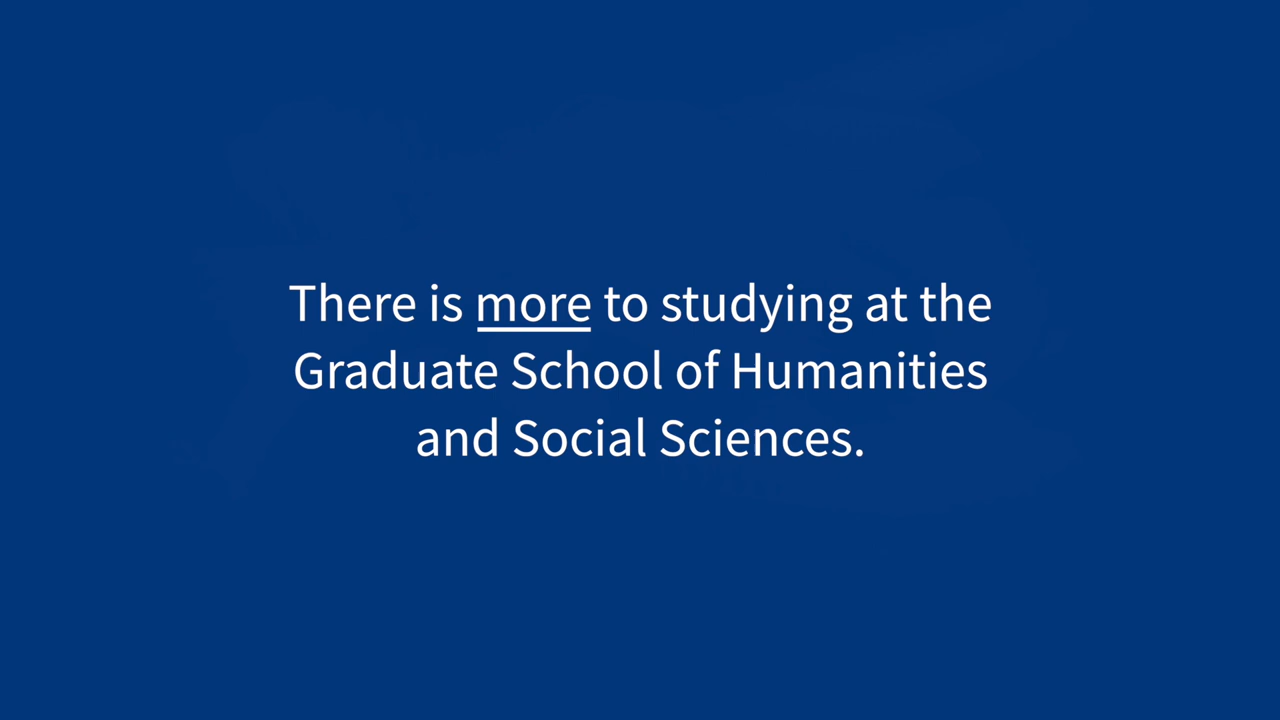 There is more to studying at the
Graduate School of Humanities
and Social Sciences.